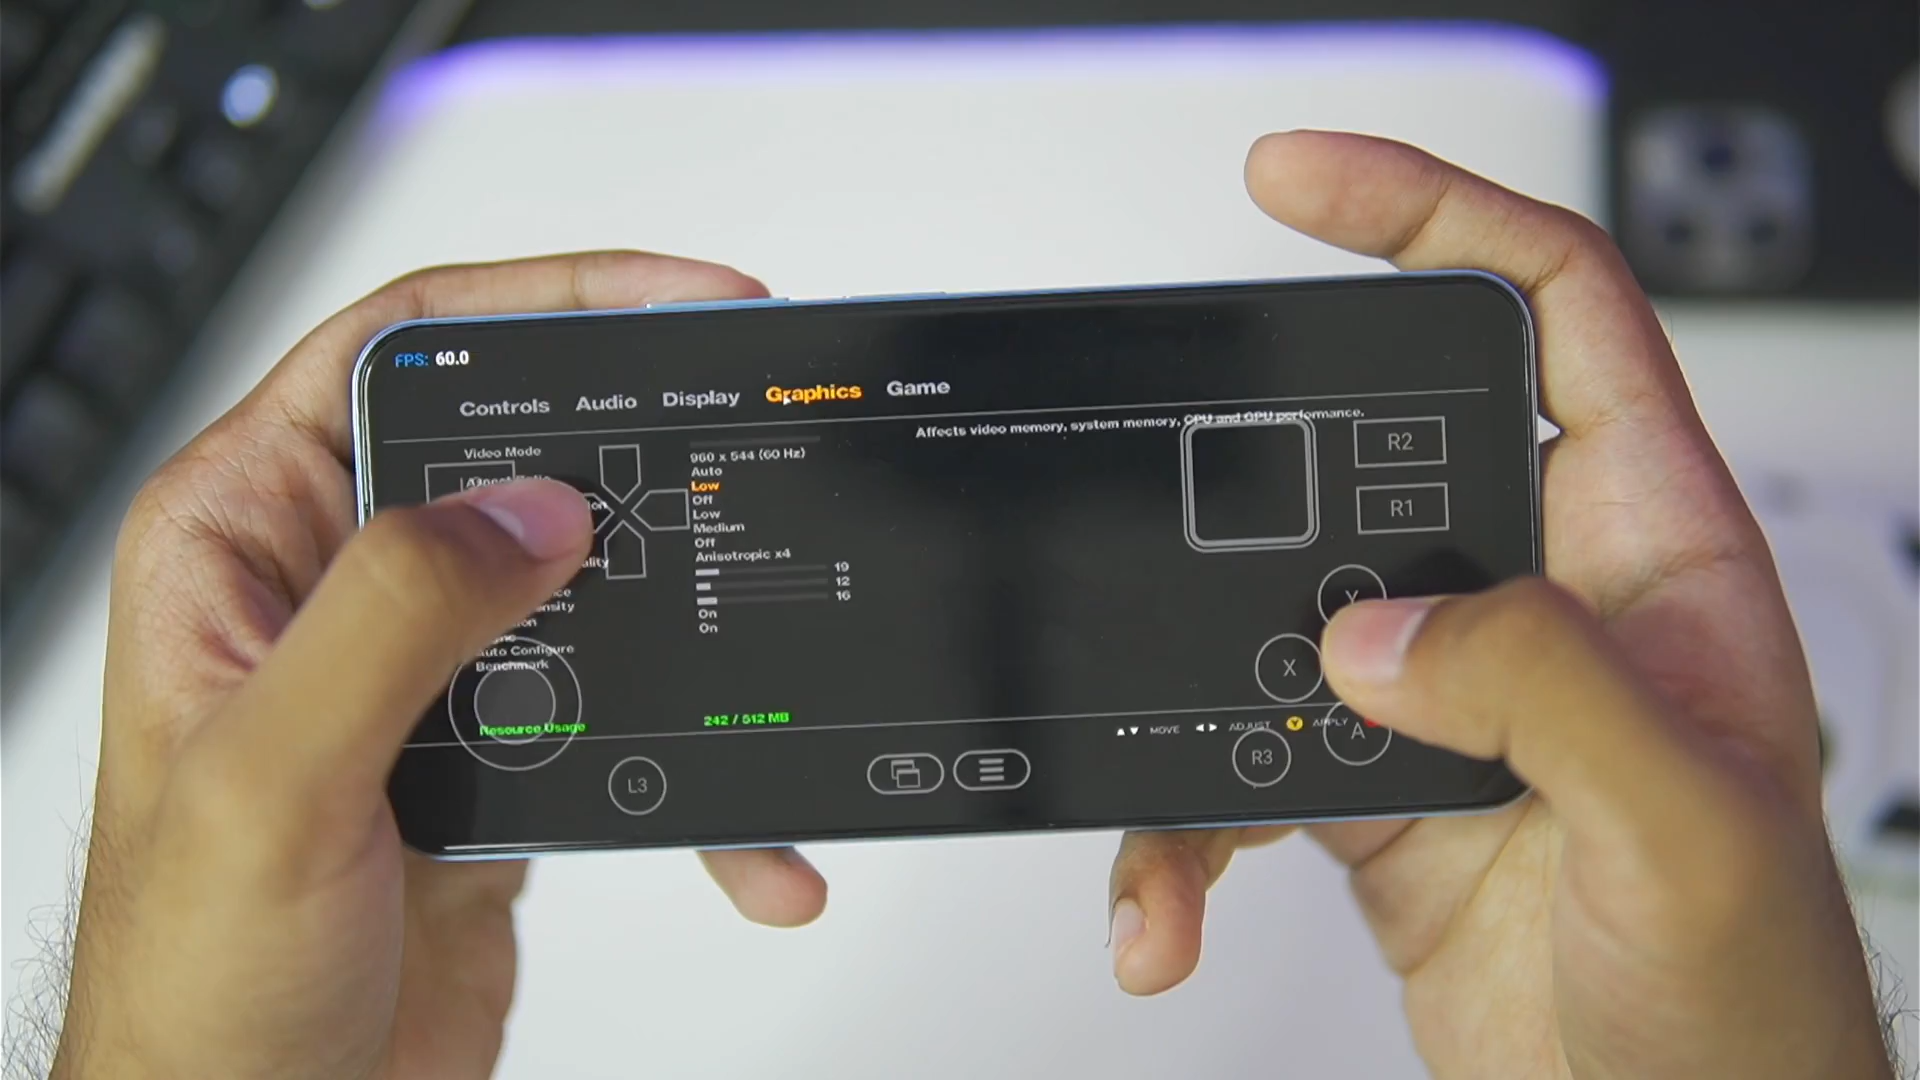 FPS: 60.0
Controls Audio Display Graphics Game
Affects video memory, system memory, CPU and GPU performance.
Video Mode
960 x 544 (60 Hz)
Auto
Low
Off
Low
Medium
Off
Anisotropic x4
19
12
16
On
On
Auto Configure
Benchmark
Resource Usage 242 / 512 MB
MOVE ADJUST Y APPLY
R2
R1
Y
X
A
R3
L3